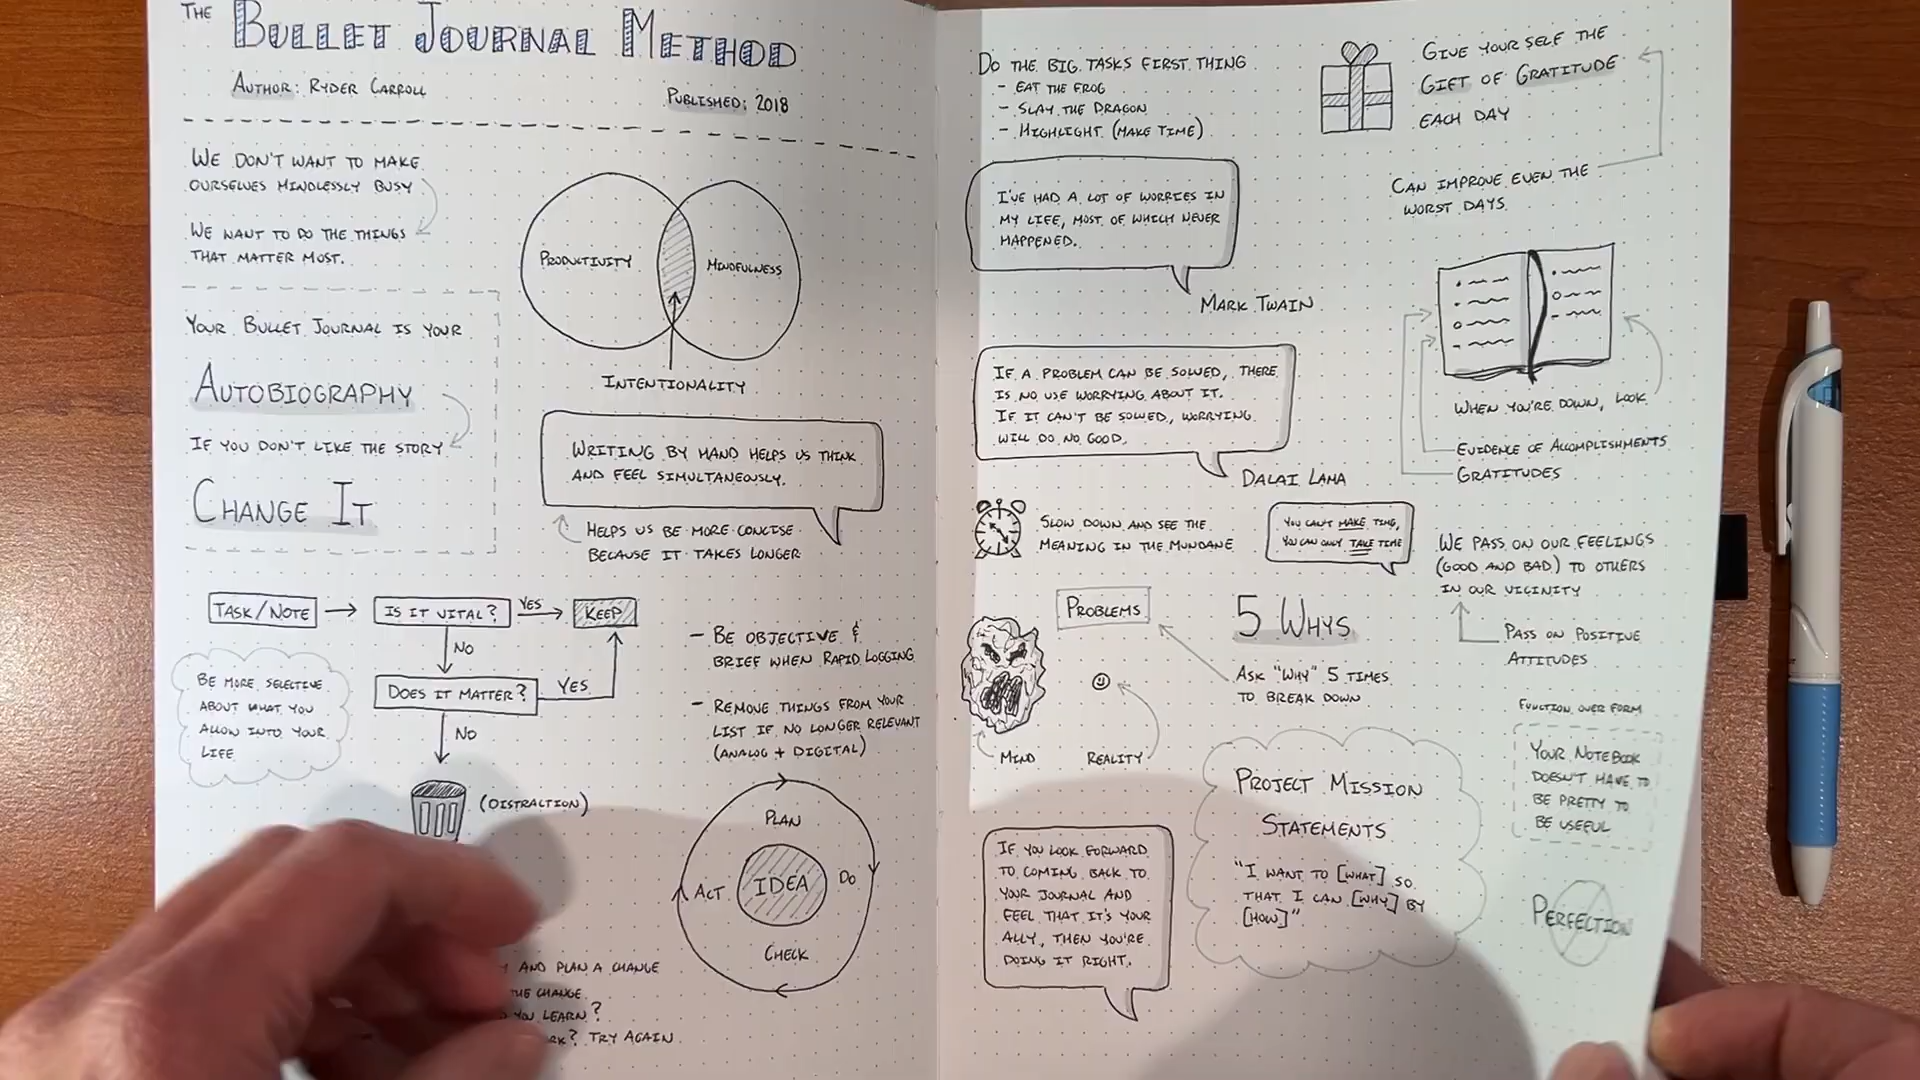 THE BULLET JOURNAL METHOD
AUTHOR: RYDER CARROLL
PUBLISHED: 2018
WE DON'T WANT TO MAKE
OURSELVES MINDLESSLY BUSY
WE WANT TO DO THE THINGS
THAT MATTER MOST.
PRODUCTIVITY
MINDFULNESS
INTENTIONALITY
YOUR BULLET JOURNAL IS YOUR
AUTOBIOGRAPHY
IF YOU DON'T LIKE THE STORY
CHANGE IT
WRITING BY HAND HELPS US THINK
AND FEEL SIMULTANEOUSLY.
HELPS US BE MORE CONCISE
BECAUSE IT TAKES LONGER
TASK/NOTE
IS IT VITAL?
YES
KEEP
NO
DOES IT MATTER?
YES
NO
(DISTRACTION)
BE MORE SELECTIVE
ABOUT WHAT YOU
ALLOW INTO YOUR
LIFE
- BE OBJECTIVE &
BRIEF WHEN RAPID LOGGING
- REMOVE THINGS FROM YOUR
LIST IF NO LONGER RELEVANT
(ANALOG + DIGITAL)
PLAN
ACT
IDEA
DO
CHECK
AND PLAN A CHANGE
THE CHANGE
YOU LEARN?
? TRY AGAIN
DO THE BIG TASKS FIRST THING
- EAT THE FROG
- SLAY THE DRAGON
- HIGHLIGHT (MAKE TIME)
GIVE YOURSELF THE
GIFT OF GRATITUDE
EACH DAY
CAN IMPROVE EVEN THE
WORST DAYS
I'VE HAD A LOT OF WORRIES IN
MY LIFE, MOST OF WHICH NEVER
HAPPENED.
MARK TWAIN
IF A PROBLEM CAN BE SOLVED, THERE
IS NO USE WORRYING ABOUT IT.
IF IT CAN'T BE SOLVED, WORRYING
WILL DO NO GOOD.
DALAI LAMA
WHEN YOU'RE DOWN, LOOK
EVIDENCE OF ACCOMPLISHMENTS
GRATITUDES
SLOW DOWN AND SEE THE
MEANING IN THE MUNDANE
YOU CAN'T MAKE TIME,
YOU CAN ONLY TAKE TIME
WE PASS ON OUR FEELINGS
(GOOD AND BAD) TO OTHERS
IN OUR VICINITY
PASS ON POSITIVE
ATTITUDES
PROBLEMS
MIND
REALITY
5 WHYS
ASK "WHY" 5 TIMES
TO BREAK DOWN
FUNCTION OVER FORM
YOUR NOTEBOOK
DOESN'T HAVE TO
BE PRETTY TO
BE USEFUL
PROJECT MISSION
STATEMENTS
"I WANT TO [WHAT] SO
THAT I CAN [WHY] BY
[HOW]"
IF YOU LOOK FORWARD
TO COMING BACK TO
YOUR JOURNAL AND
FEEL THAT IT'S YOUR
ALLY, THEN YOU'RE
DOING IT RIGHT.
PERFECTION